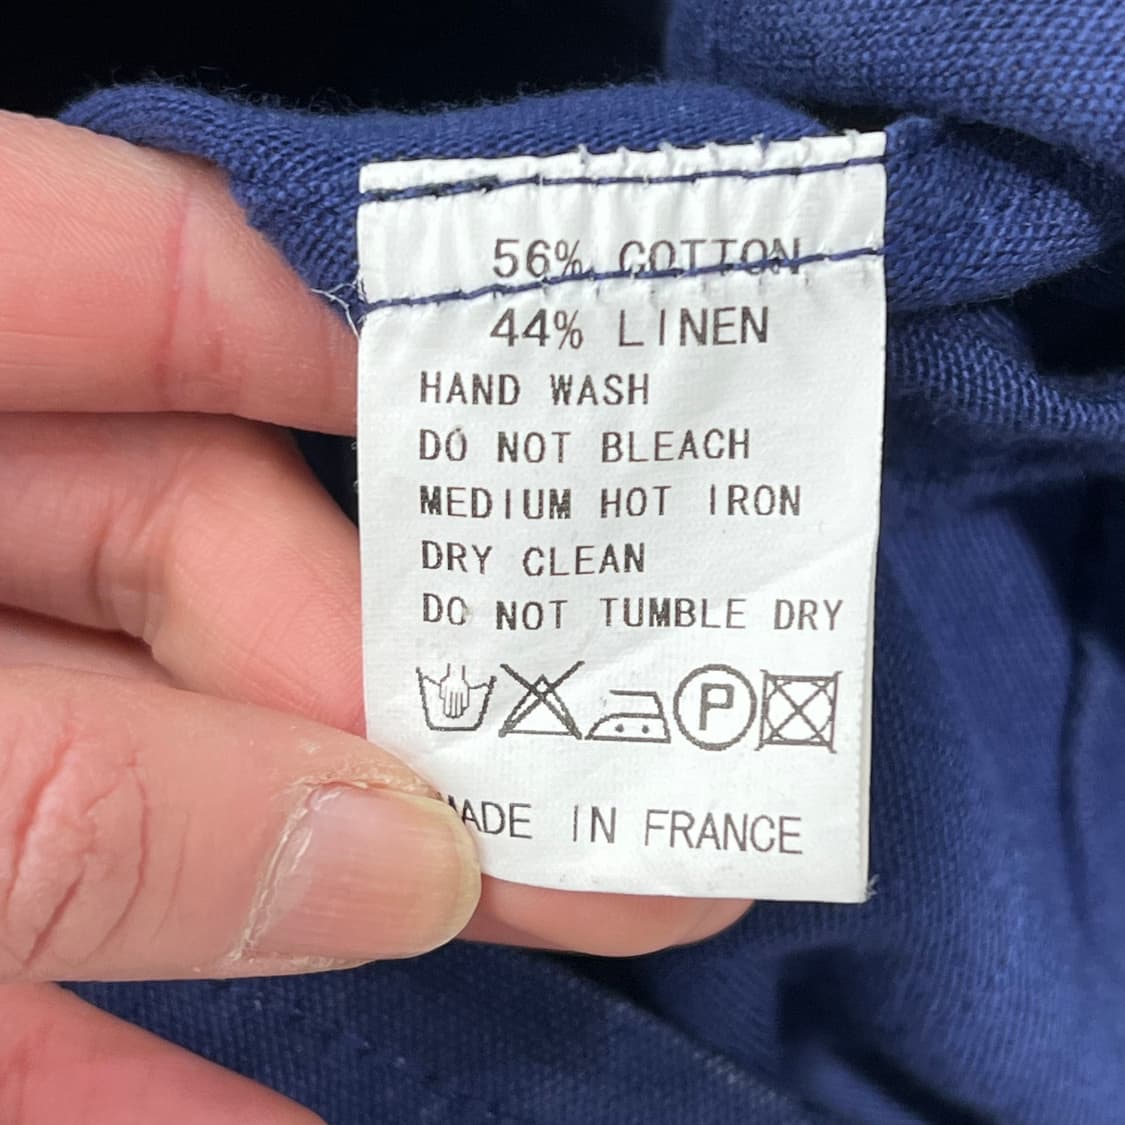 56% COTTON
44% LINEN
HAND WASH
DO NOT BLEACH
MEDIUM HOT IRON
DRY CLEAN
DO NOT TUMBLE DRY
P
MADE IN FRANCE